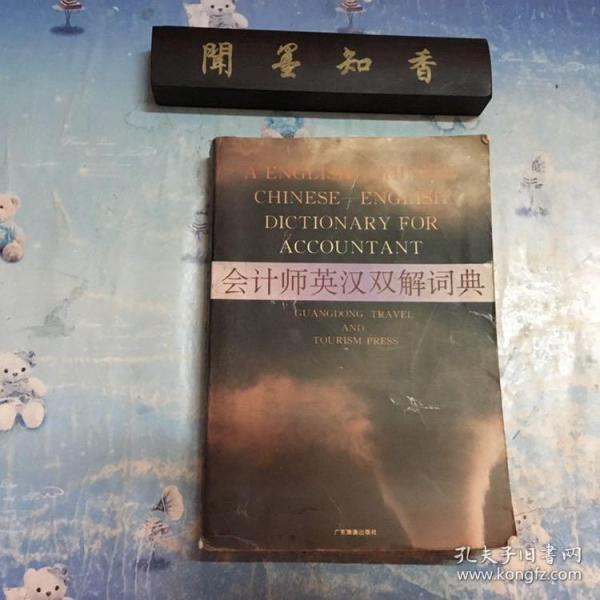 聞墨知香
A ENGLISH-CHINESE
CHINESE-ENGLISH
DICTIONARY FOR
ACCOUNTANT
会计师英汉双解词典
GUANGDONG TRAVEL
AND
TOURISM PRESS
广东旅游出版社
孔夫子旧书网
www.kongfz.com